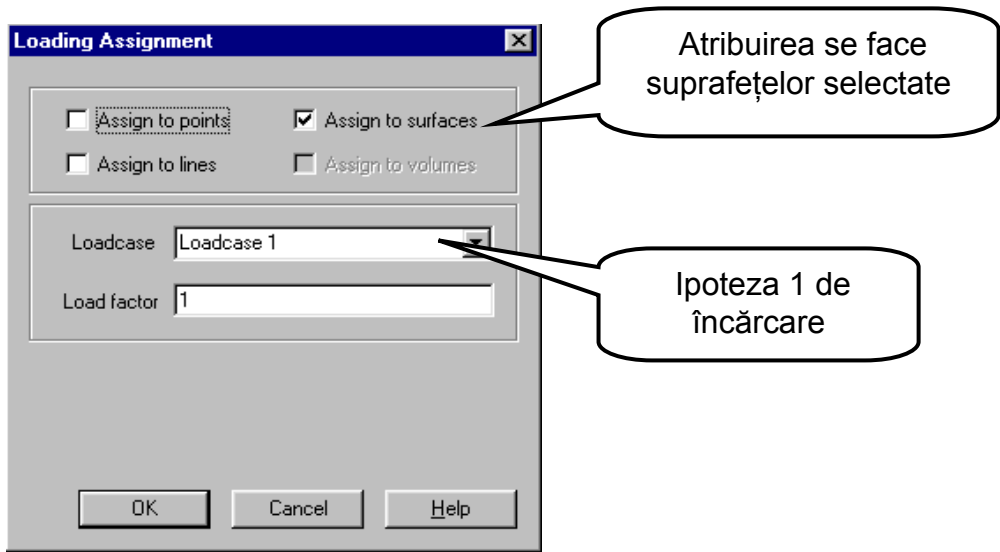 Loading Assignment
Atribuirea se face
suprafețelor selectate
Assign to points
Assign to surfaces
Assign to lines
Assign to volumes
Loadcase
Loadcase 1
Load factor
1
Ipoteza 1 de
încărcare
OK
Cancel
Help